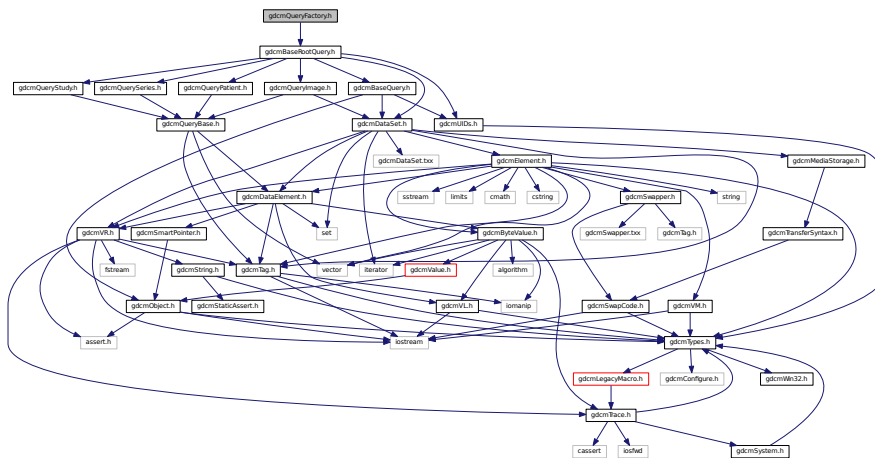 gdcmQueryFactory.h
gdcmBaseRootQuery.h
gdcmQueryStudy.h
gdcmQuerySeries.h
gdcmQueryPatient.h
gdcmQueryImage.h
gdcmBaseQuery.h
gdcmQueryBase.h
gdcmDataSet.h
gdcmUIDs.h
gdcmDataSet.txx
gdcmElement.h
gdcmMediaStorage.h
gdcmDataElement.h
sstream
limits
cmath
cstring
gdcmSwapper.h
string
gdcmVR.h
gdcmSmartPointer.h
set
gdcmByteValue.h
gdcmSwapper.txx
gdcmTag.h
gdcmTransferSyntax.h
fstream
gdcmString.h
gdcmTag.h
vector
iterator
gdcmValue.h
algorithm
gdcmObject.h
gdcmStaticAssert.h
gdcmVL.h
iomanip
gdcmSwapCode.h
gdcmVM.h
assert.h
iostream
gdcmTypes.h
gdcmLegacyMacro.h
gdcmConfigure.h
gdcmWin32.h
gdcmTrace.h
cassert
iosfwd
gdcmSystem.h